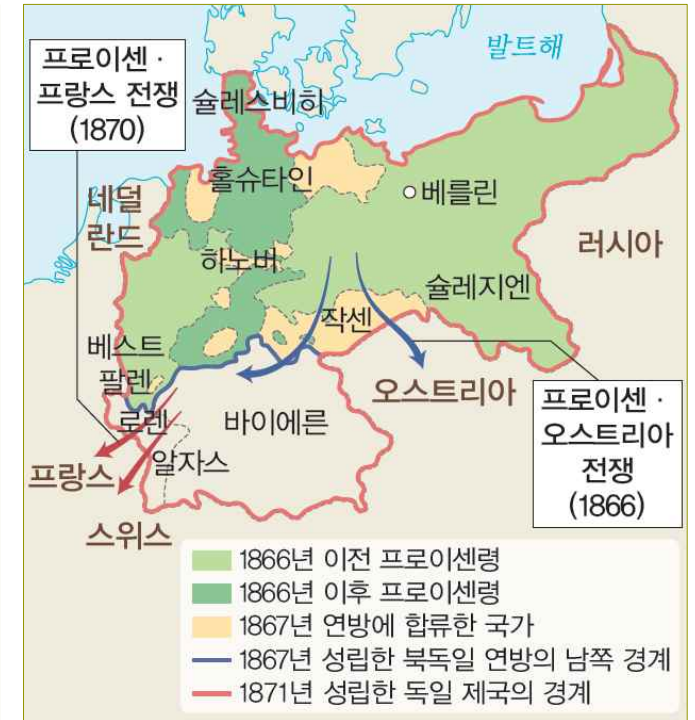 프로이센 ·
프랑스 전쟁
(1870)
발트해
슐레스비히
홀슈타인
베를린
네덜
란드
러시아
하노버
슐레지엔
작센
베스트
팔렌
오스트리아
프로이센 ·
오스트리아
전쟁
(1866)
로렌
바이에른
알자스
프랑스
스위스
1866년 이전 프로이센령
1866년 이후 프로이센령
1867년 연방에 합류한 국가
1867년 성립한 북독일 연방의 남쪽 경계
1871년 성립한 독일 제국의 경계